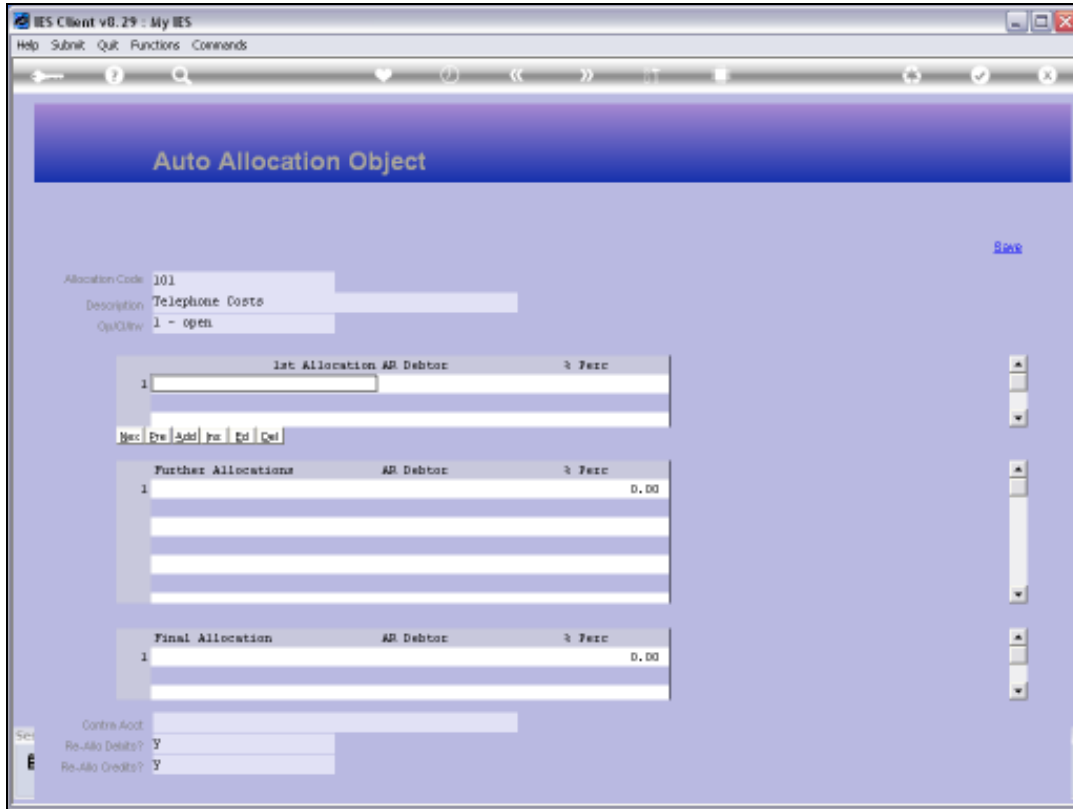 IES Client v8.29 : My IES
Help Submit Quit Functions Commands
Auto Allocation Object
Save
Allocation Code 101
Description Telephone Costs
Op/Cl/Inv 1 - open
1st Allocation AR Debtor % Perc
1
Nex Pre Add Inx Ed Del
Further Allocations AR Debtor % Perc
1 0.00
Final Allocation AR Debtor % Perc
1 0.00
Contra Acct
Re-Allo Debits? Y
Re-Allo Credits? Y